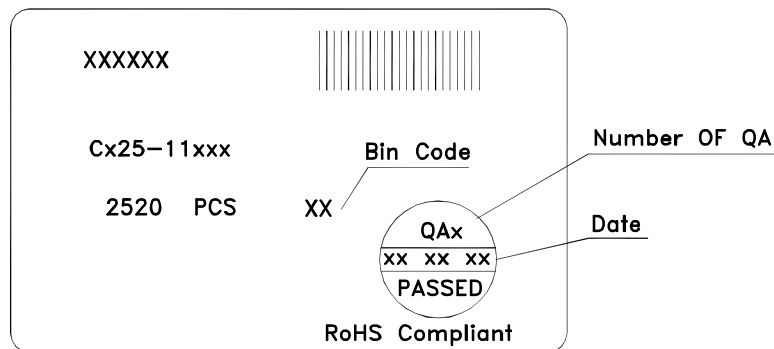 XXXXXX
Cx25-11xxx
Bin Code
Number OF QA
2520 PCS
XX
QAx
Date
xx xx xx
PASSED
RoHS Compliant